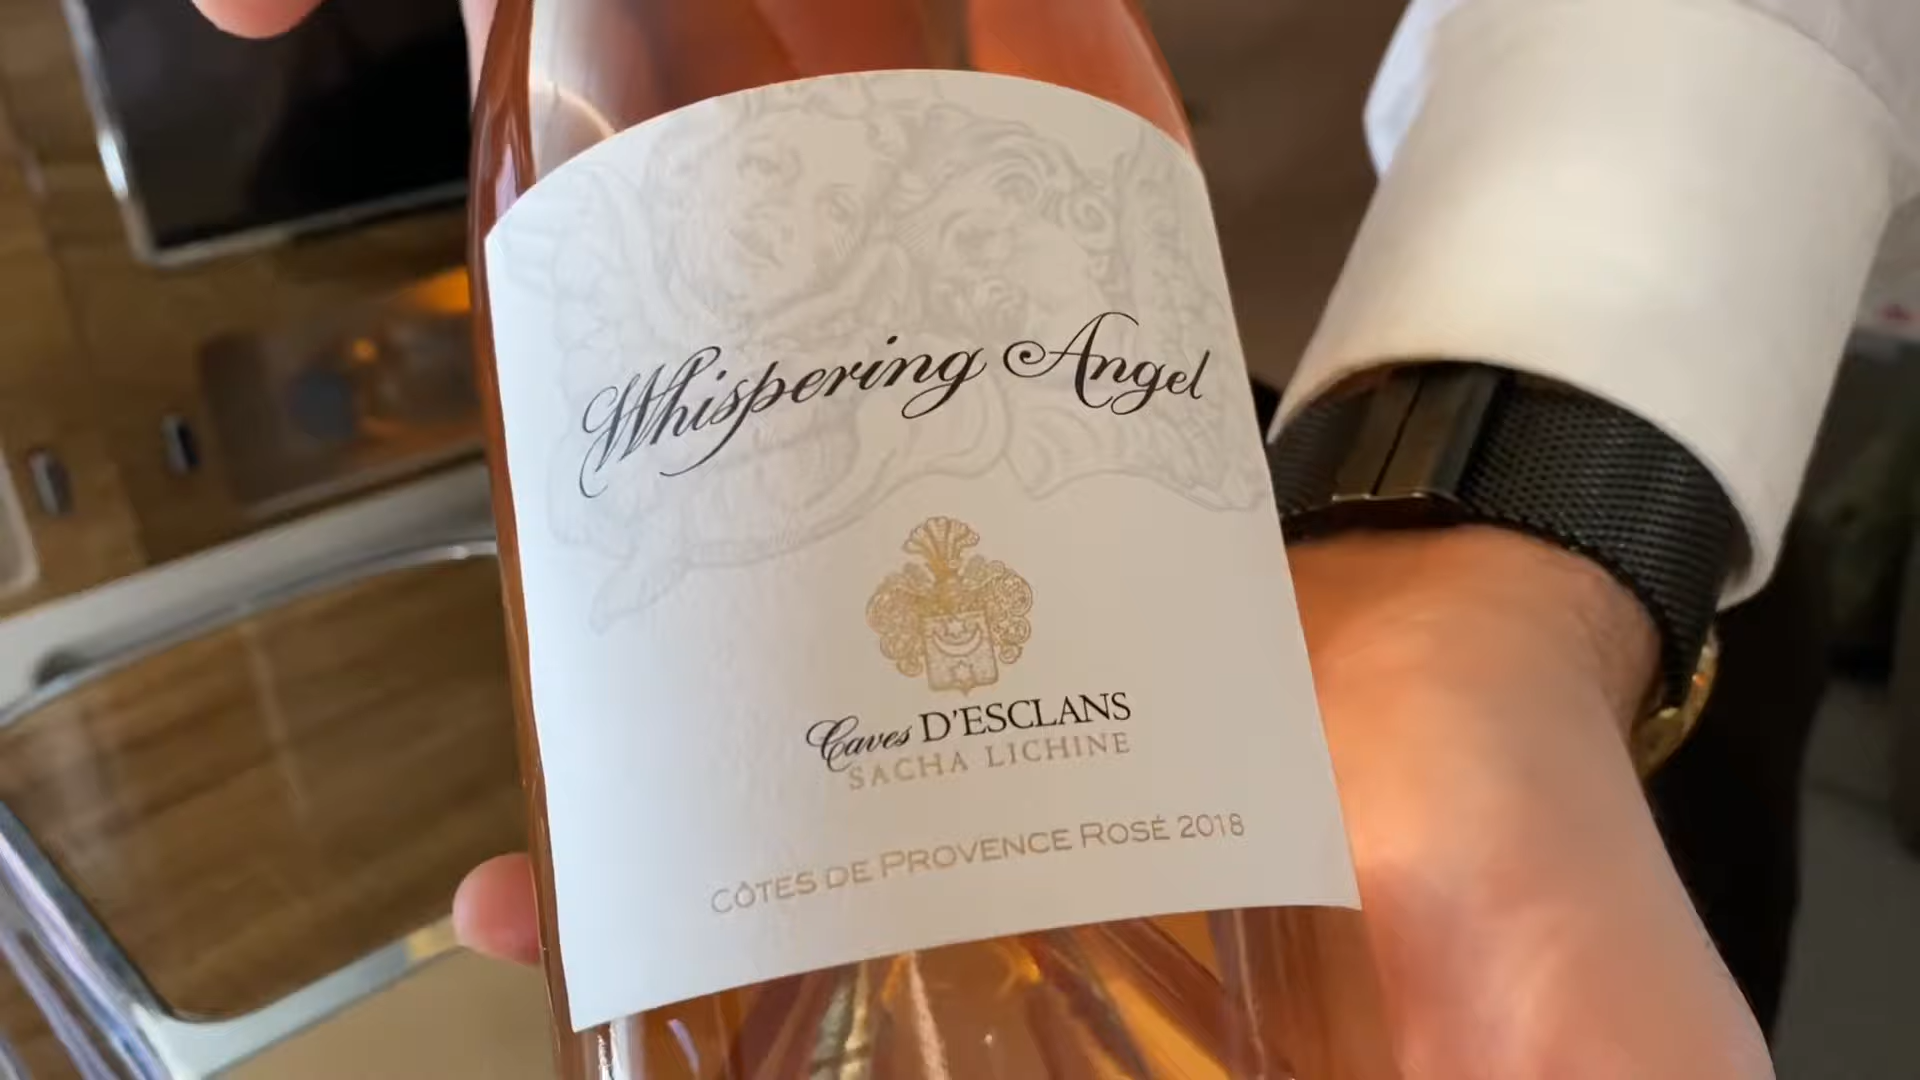 Whispering Angel
Caves D'ESCLANS
SACHA LICHINE
CÔTES DE PROVENCE ROSÉ 2018